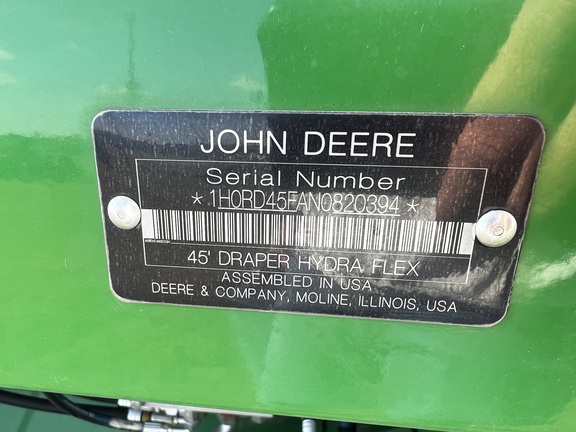 JOHN DEERE
Serial Number
*1H0RD45FAN0820394*
45' DRAPER HYDRA FLEX
ASSEMBLED IN USA
DEERE & COMPANY, MOLINE, ILLINOIS, USA